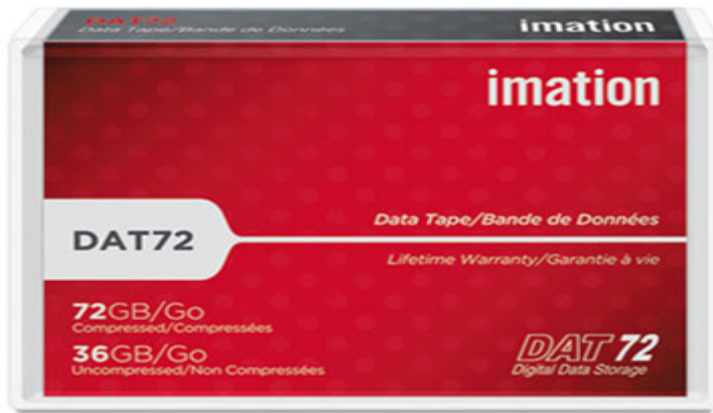 DAT72
Data Tape/Bande de Données
imation
imation
Data Tape/Bande de Données
DAT72
Lifetime Warranty/Garantie à vie
72GB/Go
Compressed/Compressées
36GB/Go
Uncompressed/Non Compressées
DAT 72
Digital Data Storage